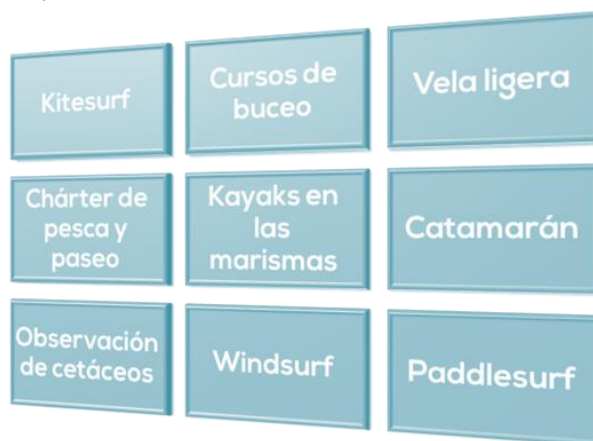 Kitesurf
Cursos de
buceo
Vela ligera
Chárter de
pesca y
paseo
Kayaks en
las
marismas
Catamarán
Observación
de cetáceos
Windsurf
Paddlesurf